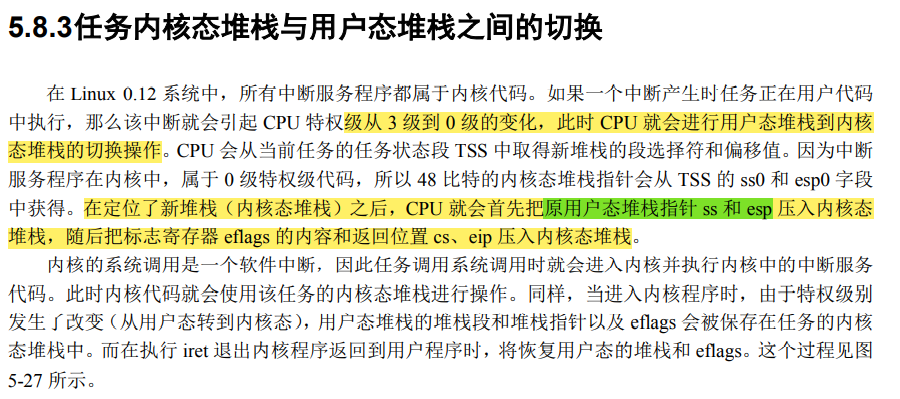 5.8.3任务内核态堆栈与用户态堆栈之间的切换
在 Linux 0.12 系统中，所有中断服务程序都属于内核代码。如果一个中断产生时任务正在用户代码
中执行，那么该中断就会引起 CPU 特权级从 3 级到 0 级的变化，此时 CPU 就会进行用户态堆栈到内核
态堆栈的切换操作。CPU 会从当前任务的任务状态段 TSS 中取得新堆栈的段选择符和偏移值。因为中断
服务程序在内核中，属于 0 级特权级代码，所以 48 比特的内核态堆栈指针会从 TSS 的 ss0 和 esp0 字段
中获得。在定位了新堆栈（内核态堆栈）之后，CPU 就会首先把原用户态堆栈指针 ss 和 esp 压入内核态
堆栈，随后把标志寄存器 eflags 的内容和返回位置 cs、eip 压入内核态堆栈。
内核的系统调用是一个软件中断，因此任务调用系统调用时就会进入内核并执行内核中的中断服务
代码。此时内核代码就会使用该任务的内核态堆栈进行操作。同样，当进入内核程序时，由于特权级别
发生了改变（从用户态转到内核态），用户态堆栈的堆栈段和堆栈指针以及 eflags 会被保存在任务的内核
态堆栈中。而在执行 iret 退出内核程序返回到用户程序时，将恢复用户态的堆栈和 eflags。这个过程见图
5-27 所示。